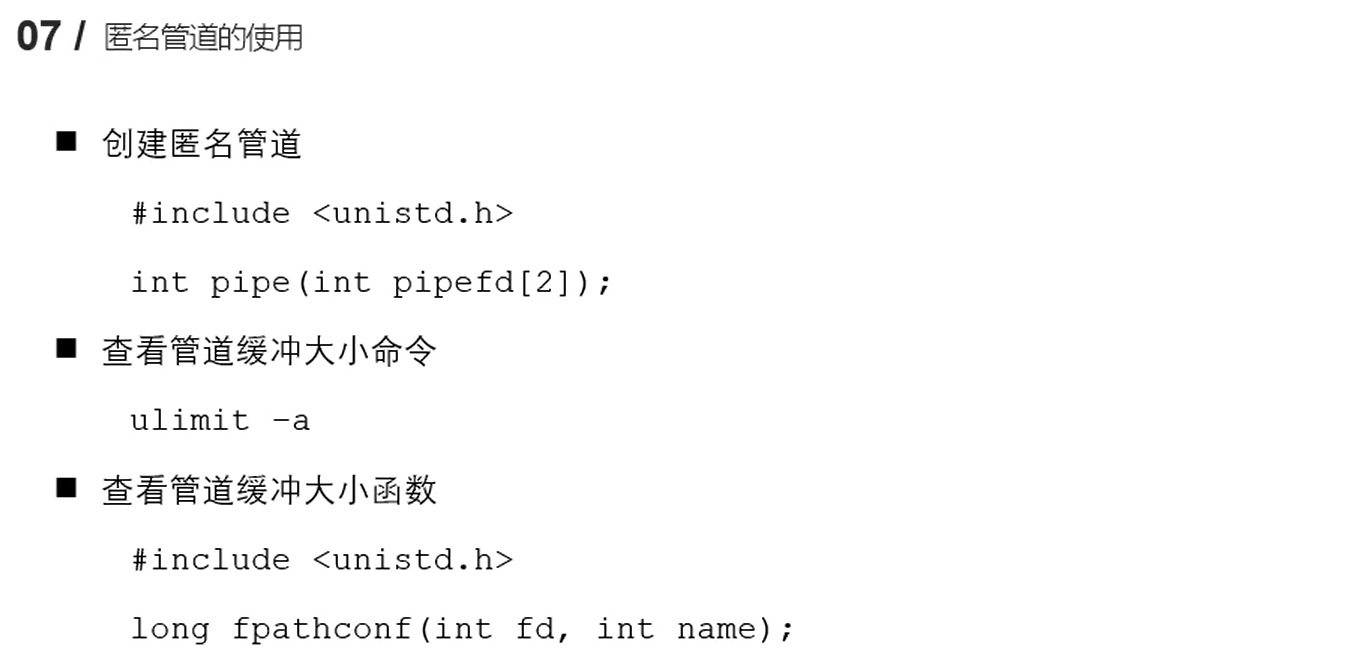 07 / 匿名管道的使用
■ 创建匿名管道
#include <unistd.h>
int pipe(int pipefd[2]);
■ 查看管道缓冲大小命令
ulimit –a
■ 查看管道缓冲大小函数
#include <unistd.h>
long fpathconf(int fd, int name);